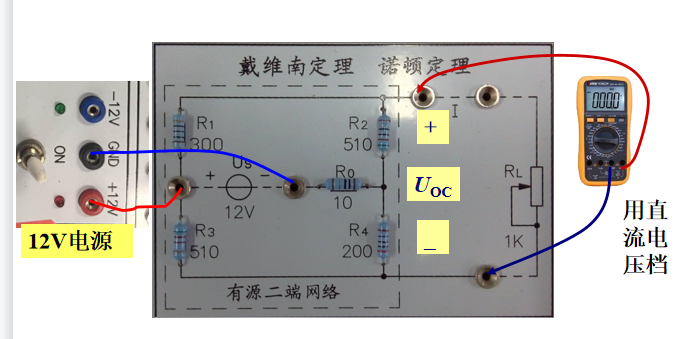 戴维南定理 诺顿定理
-12V
GND
ON
+12V
12V电源
R1
300
R2
510
Us
+
-
12V
R0
10
R3
510
R4
200
有源二端网络
I
+
UOC
-
RL
1K
000.0
用直
流电
压档